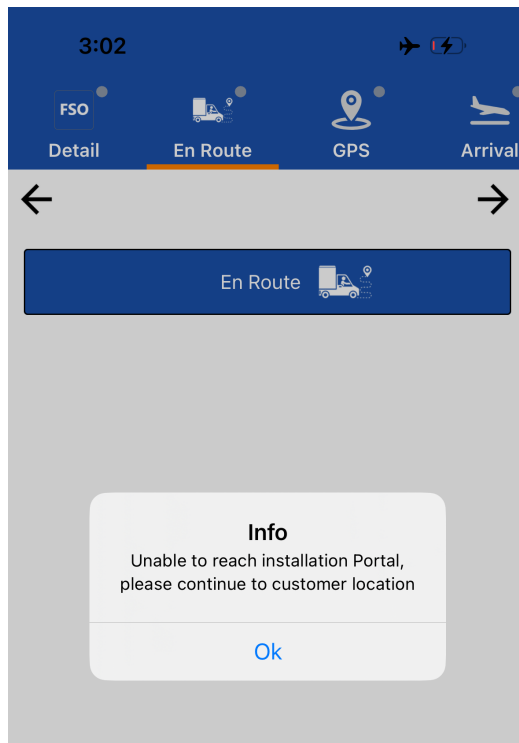 3:02
FSO
Detail
En Route
GPS
Arrival
En Route
Info
Unable to reach installation Portal,
please continue to customer location
Ok